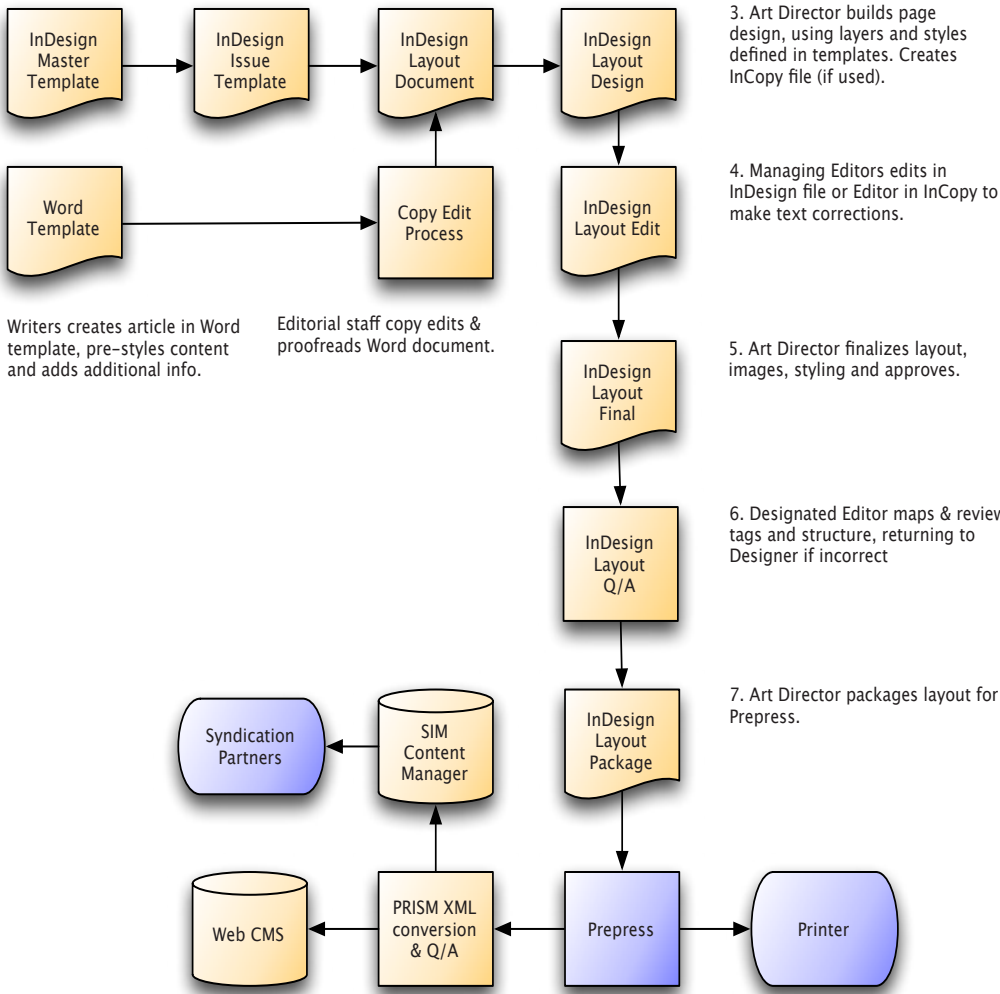 InDesign
Master
Template
InDesign
Issue
Template
InDesign
Layout
Document
InDesign
Layout
Design
3. Art Director builds page
design, using layers and styles
defined in templates. Creates
InCopy file (if used).
Word
Template
Copy Edit
Process
InDesign
Layout Edit
4. Managing Editors edits in
InDesign file or Editor in InCopy to
make text corrections.
Writers creates article in Word
template, pre-styles content
and adds additional info.
Editorial staff copy edits &
proofreads Word document.
InDesign
Layout
Final
5. Art Director finalizes layout,
images, styling and approves.
InDesign
Layout
Q/A
6. Designated Editor maps & review
tags and structure, returning to
Designer if incorrect
Syndication
Partners
SIM
Content
Manager
InDesign
Layout
Package
7. Art Director packages layout for
Prepress.
Web CMS
PRISM XML
conversion
& Q/A
Prepress
Printer